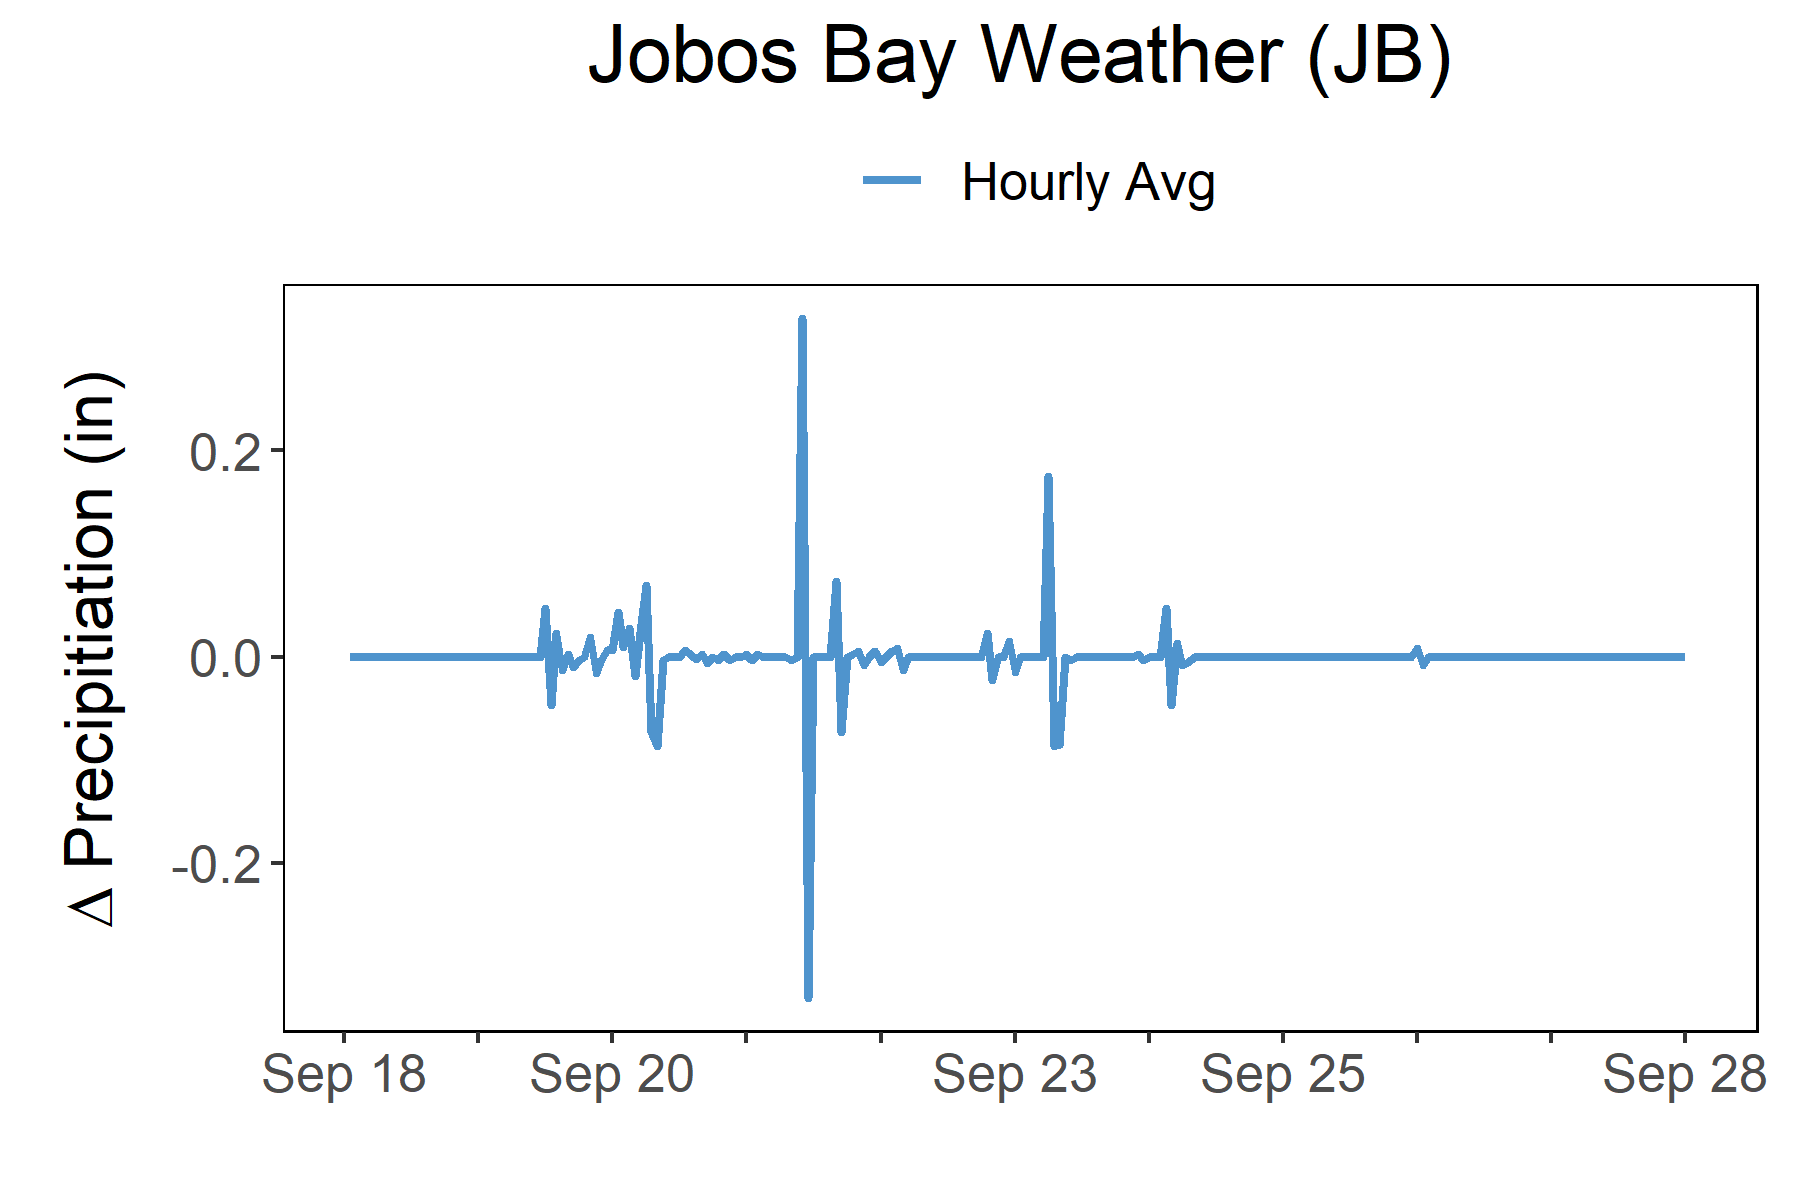 Jobos Bay Weather (JB)
Hourly Avg
Δ Precipitiation (in)
0.2
0.0
-0.2
Sep 18 Sep 20 Sep 23 Sep 25 Sep 28